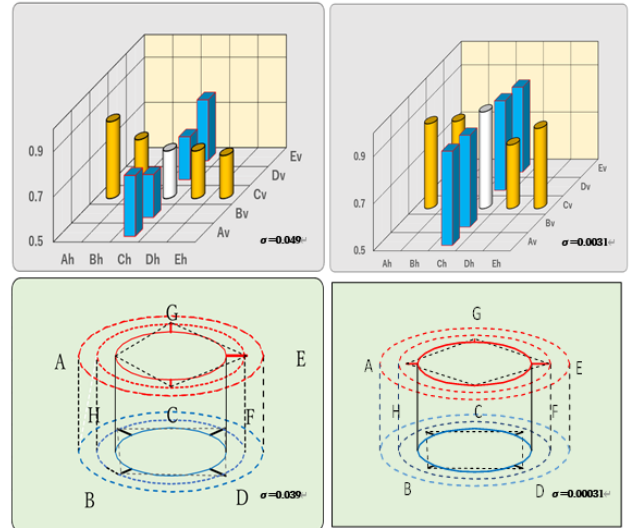 0.9
0.7
0.5
Ah Bh Ch Dh Eh
Av
Bv
Cv
Dv
Ev
σ=0.049
0.9
0.7
0.5
Ah Bh Ch Dh Eh
Av
Bv
Cv
Dv
Ev
σ=0.0031
G
A E
H C F
B D
σ=0.039
G
A E
H C F
B D
σ=0.00031